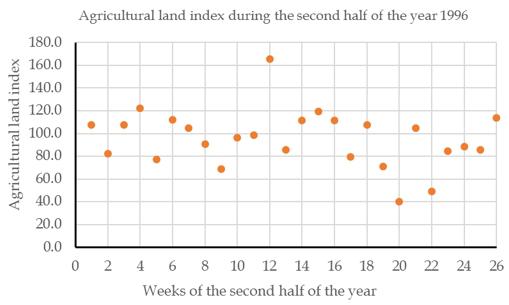 Agricultural land index during the second half of the year 1996
180.0
160.0
140.0
120.0
100.0
80.0
60.0
40.0
20.0
0.0
Agricultural land index
0 2 4 6 8 10 12 14 16 18 20 22 24 26
Weeks of the second half of the year